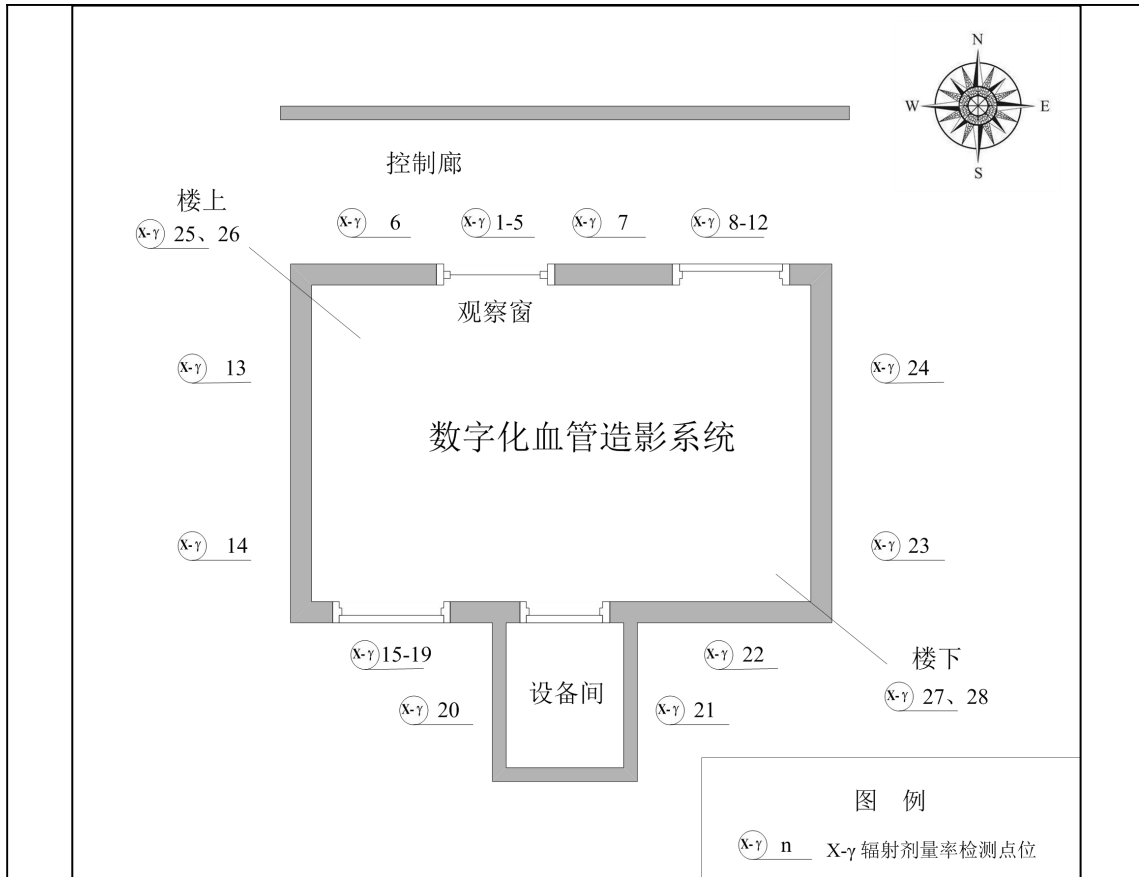 N
W
E
S
控制廊
楼上
X-γ 25、26
X-γ 6
X-γ 1-5
X-γ 7
X-γ 8-12
观察窗
X-γ 13
X-γ 24
数字化血管造影系统
X-γ 14
X-γ 23
X-γ 15-19
X-γ 22
楼下
X-γ 27、28
设备间
X-γ 20
X-γ 21
图 例
X-γ n X-γ 辐射剂量率检测点位